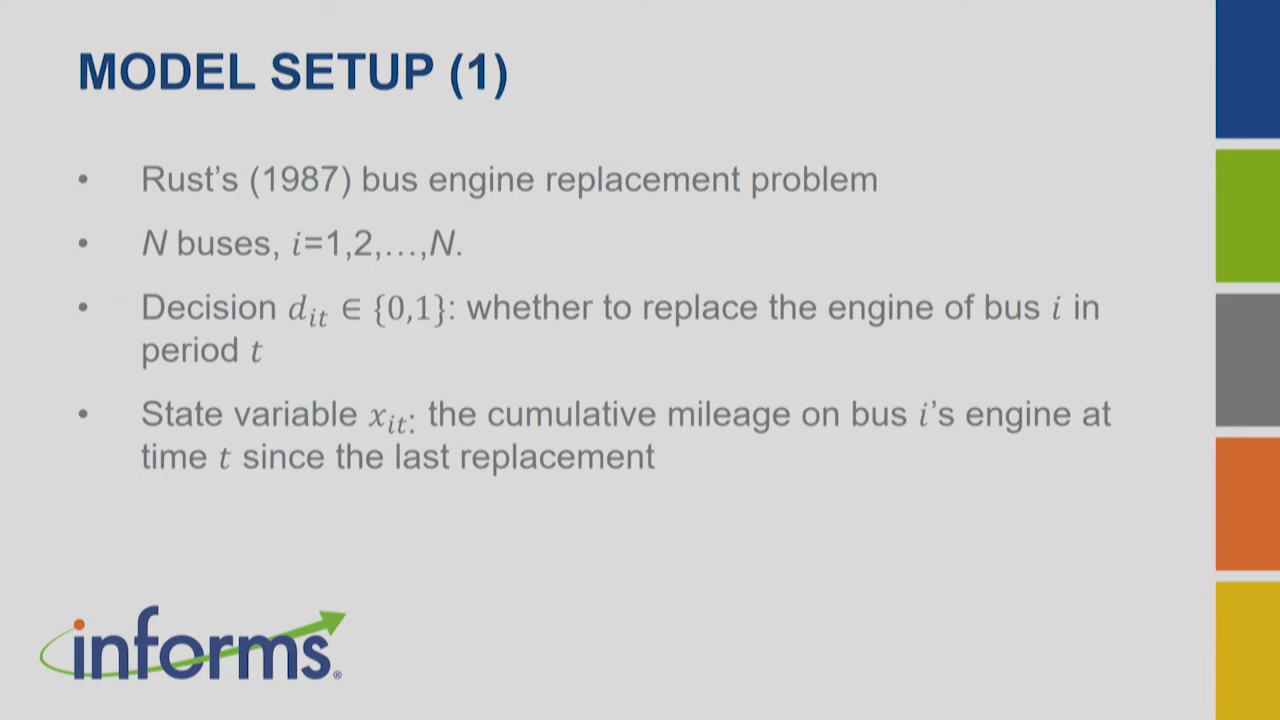 MODEL SETUP (1)
• Rust's (1987) bus engine replacement problem
• N buses, i=1,2,…,N.
• Decision d_it ∈ {0,1}: whether to replace the engine of bus i in
period t
• State variable x_it: the cumulative mileage on bus i's engine at
time t since the last replacement
informs®